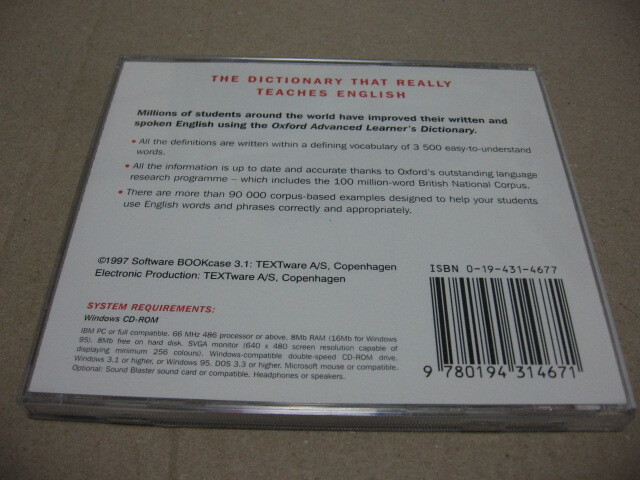 THE DICTIONARY THAT REALLY
TEACHES ENGLISH
Millions of students around the world have improved their written and
spoken English using the Oxford Advanced Learner's Dictionary.
• All the definitions are written within a defining vocabulary of 3 500 easy-to-understand
words.
• All the information is up to date and accurate thanks to Oxford's outstanding language
research programme – which includes the 100 million-word British National Corpus.
• There are more than 90 000 corpus-based examples designed to help your students
use English words and phrases correctly and appropriately.
©1997 Software BOOKcase 3.1: TEXTware A/S, Copenhagen
Electronic Production: TEXTware A/S, Copenhagen
SYSTEM REQUIREMENTS:
Windows CD-ROM
IBM PC or full compatible. 66 MHz 486 processor or above. 8Mb RAM (16Mb for Windows
95). 8Mb free on hard disk. SVGA monitor (640 x 480 screen resolution capable of
displaying minimum 256 colours). Windows-compatible double-speed CD-ROM drive.
Windows 3.1 or higher, or Windows 95. DOS 3.3 or higher. Microsoft mouse or compatible.
Optional: Sound Blaster sound card or compatible. Headphones or speakers.
ISBN 0-19-431-4677
9 780194 314671